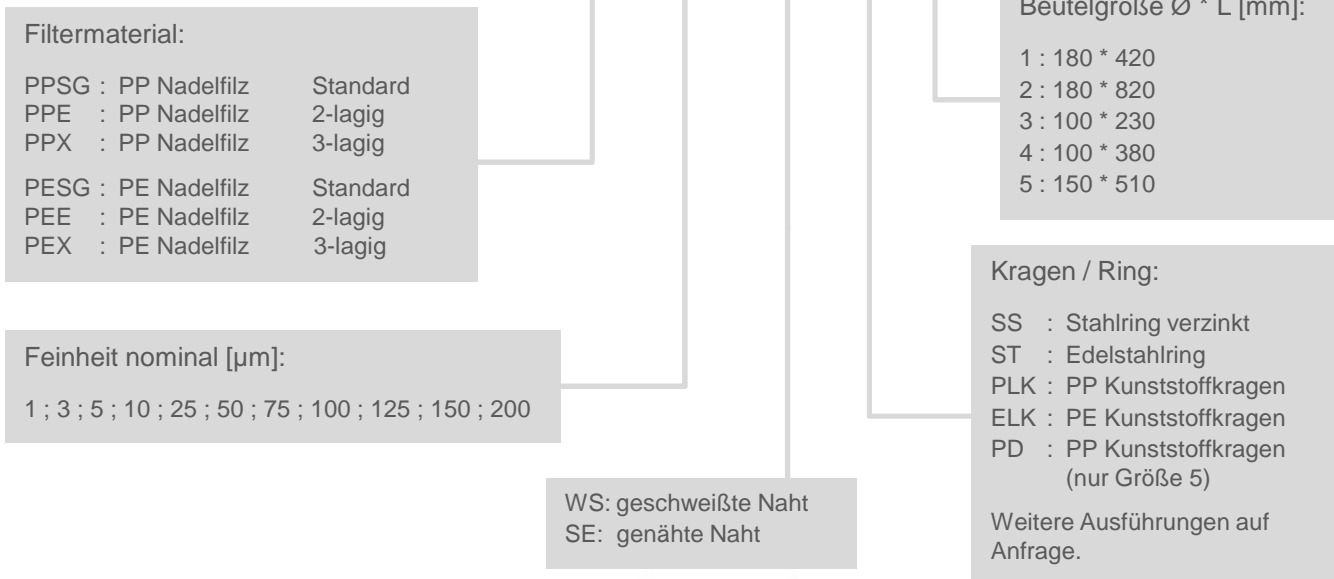 Beutelgröße Ø * L [mm]:
1 : 180 * 420
2 : 180 * 820
3 : 100 * 230
4 : 100 * 380
5 : 150 * 510
Filtermaterial:
PPSG : PP Nadelfilz Standard
PPE : PP Nadelfilz 2-lagig
PPX : PP Nadelfilz 3-lagig
PESG : PE Nadelfilz Standard
PEE : PE Nadelfilz 2-lagig
PEX : PE Nadelfilz 3-lagig
Kragen / Ring:
SS : Stahlring verzinkt
ST : Edelstahlring
PLK : PP Kunststoffkragen
ELK : PE Kunststoffkragen
PD : PP Kunststoffkragen
(nur Größe 5)
Weitere Ausführungen auf
Anfrage.
Feinheit nominal [µm]:
1 ; 3 ; 5 ; 10 ; 25 ; 50 ; 75 ; 100 ; 125 ; 150 ; 200
WS: geschweißte Naht
SE: genähte Naht